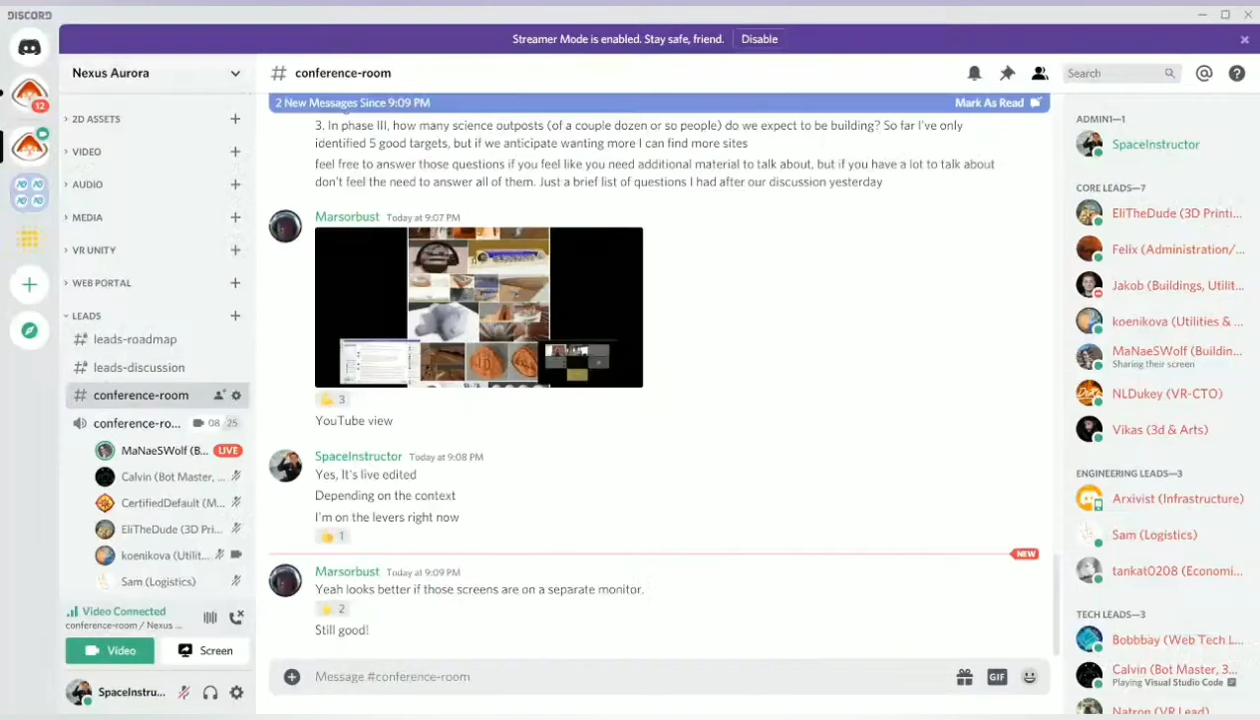 DISCORD
Streamer Mode is enabled. Stay safe, friend.
Disable
12
Nexus Aurora
2D ASSETS
VIDEO
AUDIO
MEDIA
VR UNITY
WEB PORTAL
LEADS
leads-roadmap
leads-discussion
conference-room
conference-ro... 08 25
MaNaeSWolf (B... LIVE
Calvin (Bot Master, ...
CertifiedDefault (M...
EliTheDude (3D Pri...
koenikova (Utilit...
Sam (Logistics)
Video Connected
conference-room / Nexus ...
Video
Screen
SpaceInstru...
# conference-room
Search
2 New Messages Since 9:09 PM
Mark As Read
3. In phase III, how many science outposts (of a couple dozen or so people) do we expect to be building? So far I've only
identified 5 good targets, but if we anticipate wanting more I can find more sites
feel free to answer those questions if you feel like you need additional material to talk about, but if you have a lot to talk about
don't feel the need to answer all of them. Just a brief list of questions I had after our discussion yesterday
Marsorbust Today at 9:07 PM
3
YouTube view
SpaceInstructor Today at 9:08 PM
Yes, It's live edited
Depending on the context
I'm on the levers right now
1
NEW
Marsorbust Today at 9:09 PM
Yeah looks better if those screens are on a separate monitor.
2
Still good!
Message #conference-room
GIF
ADMIN1—1
SpaceInstructor
CORE LEADS—7
EliTheDude (3D Printi...
Felix (Administration/...
Jakob (Buildings, Utilit...
koenikova (Utilities & ...
MaNaeSWolf (Buildin...
Sharing their screen
NLDukey (VR-CTO)
Vikas (3d & Arts)
ENGINEERING LEADS—3
Arxivist (Infrastructure)
Sam (Logistics)
tankat0208 (Economi...
TECH LEADS—3
Bobbbay (Web Tech L...
Calvin (Bot Master, 3...
Playing Visual Studio Code
Natron (VR Lead)